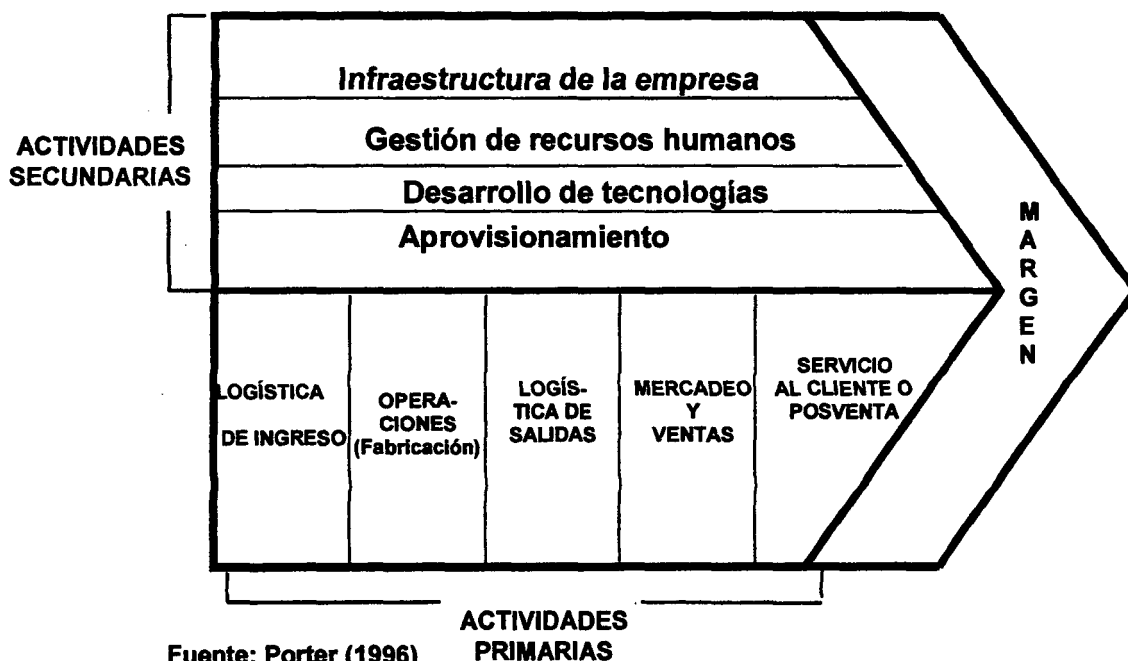 Infraestructura de la empresa
Gestión de recursos humanos
Desarrollo de tecnologías
Aprovisionamiento
ACTIVIDADES
SECUNDARIAS
M
A
R
G
E
N
LOGÍSTICA
DE INGRESO
OPERA-
CIONES
(Fabricación)
LOGÍS-
TICA DE
SALIDAS
MERCADEO
Y
VENTAS
SERVICIO
AL CLIENTE O
POSVENTA
ACTIVIDADES
PRIMARIAS
Fuente: Porter (1996)